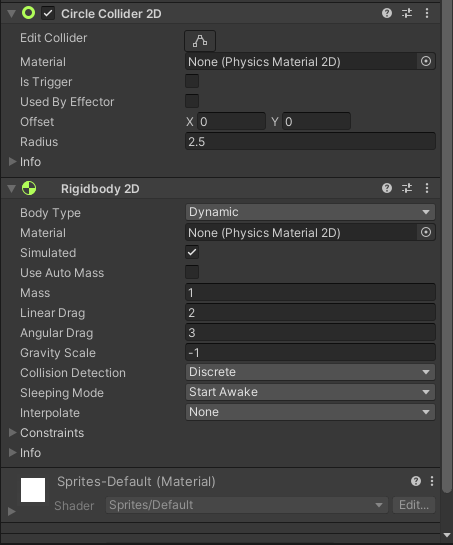 Circle Collider 2D
Edit Collider
Material None (Physics Material 2D)
Is Trigger
Used By Effector
Offset X 0 Y 0
Radius 2.5
Info
Rigidbody 2D
Body Type Dynamic
Material None (Physics Material 2D)
Simulated
Use Auto Mass
Mass 1
Linear Drag 2
Angular Drag 3
Gravity Scale -1
Collision Detection Discrete
Sleeping Mode Start Awake
Interpolate None
Constraints
Info
Sprites-Default (Material)
Shader Sprites/Default Edit...